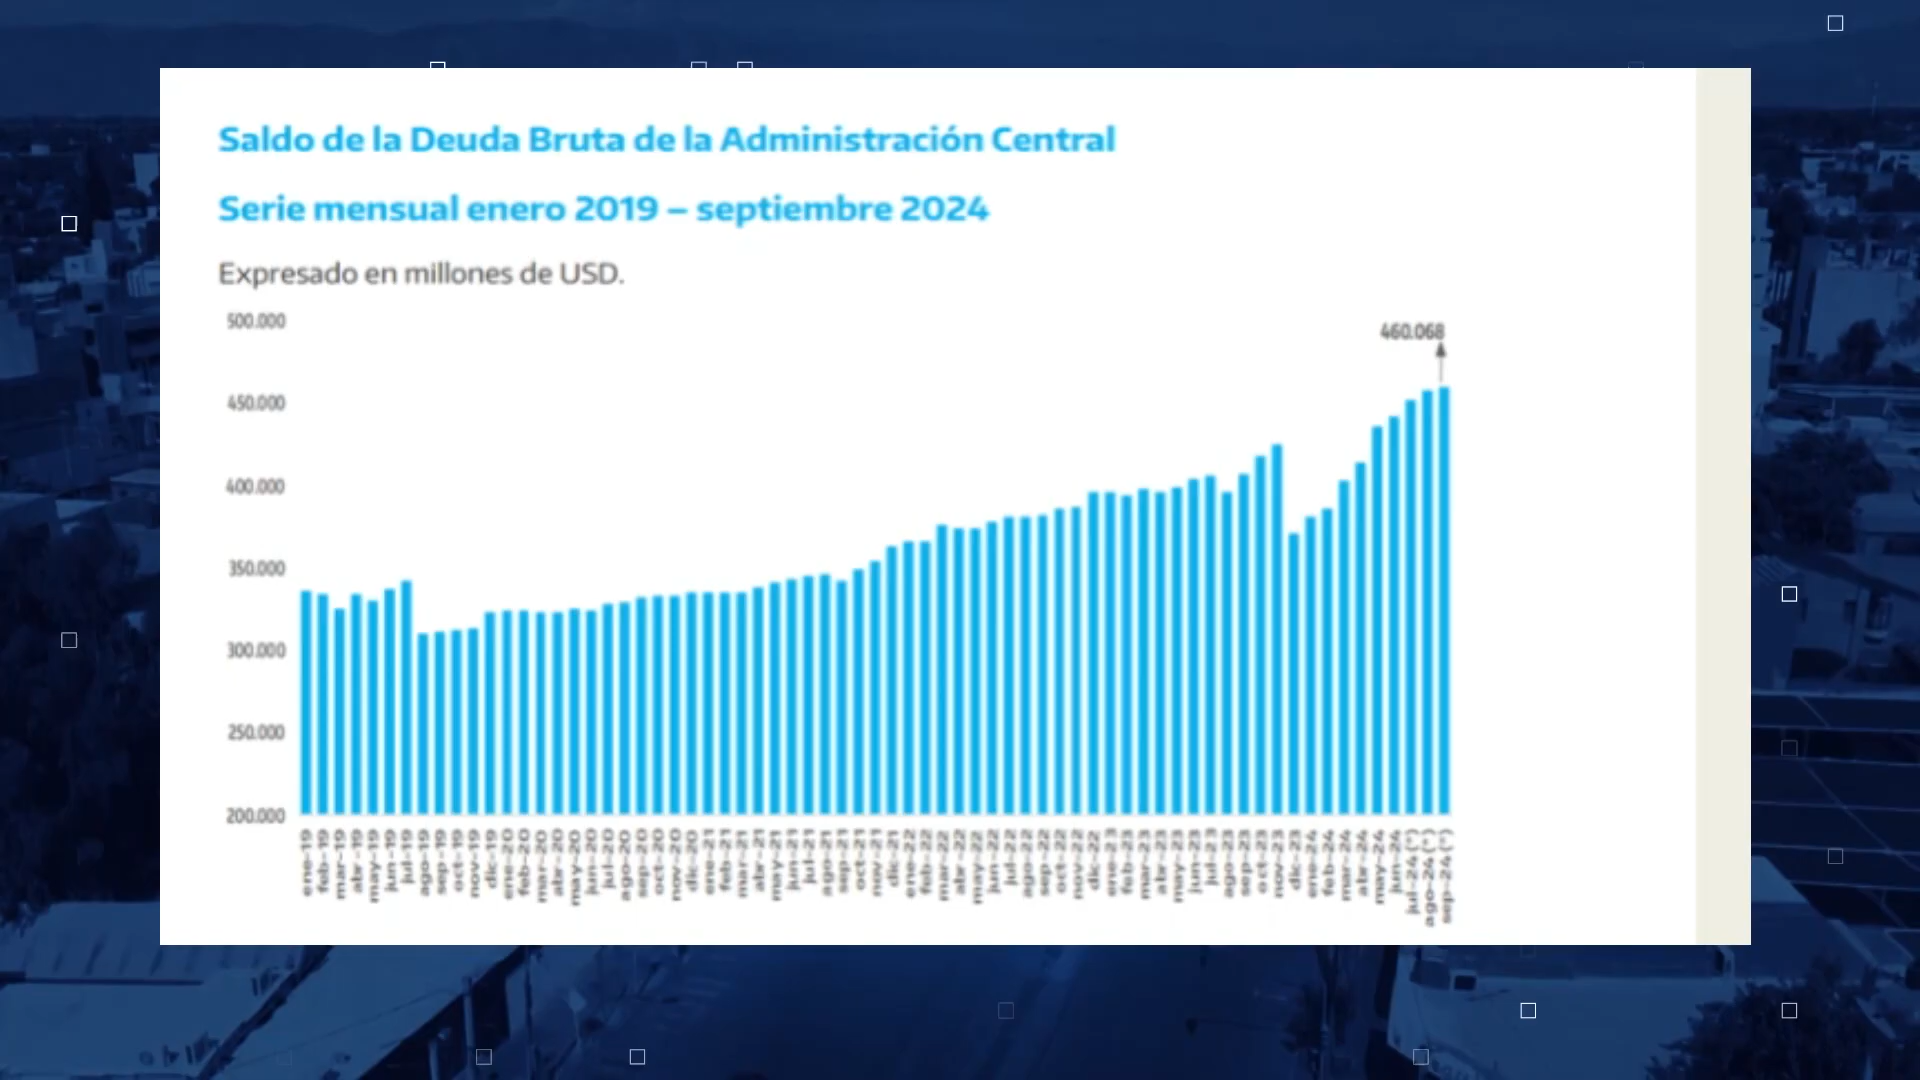 Saldo de la Deuda Bruta de la Administración Central
Serie mensual enero 2019 – septiembre 2024
Expresado en millones de USD.
500.000
460.068
450.000
400.000
350.000
300.000
250.000
200.000
ene-19
feb-19
mar-19
abr-19
may-19
jun-19
jul-19
ago-19
sep-19
oct-19
nov-19
dic-19
ene-20
feb-20
mar-20
abr-20
may-20
jun-20
jul-20
ago-20
sep-20
oct-20
nov-20
dic-20
ene-21
feb-21
mar-21
abr-21
may-21
jun-21
jul-21
ago-21
sep-21
oct-21
nov-21
dic-21
ene-22
feb-22
mar-22
abr-22
may-22
jun-22
jul-22
ago-22
sep-22
oct-22
nov-22
dic-22
ene-23
feb-23
mar-23
abr-23
may-23
jun-23
jul-23
ago-23
sep-23
oct-23
nov-23
dic-23
ene-24
feb-24
mar-24
abr-24
may-24
jun-24
jul-24 (*)
ago-24 (*)
sep-24 (*)